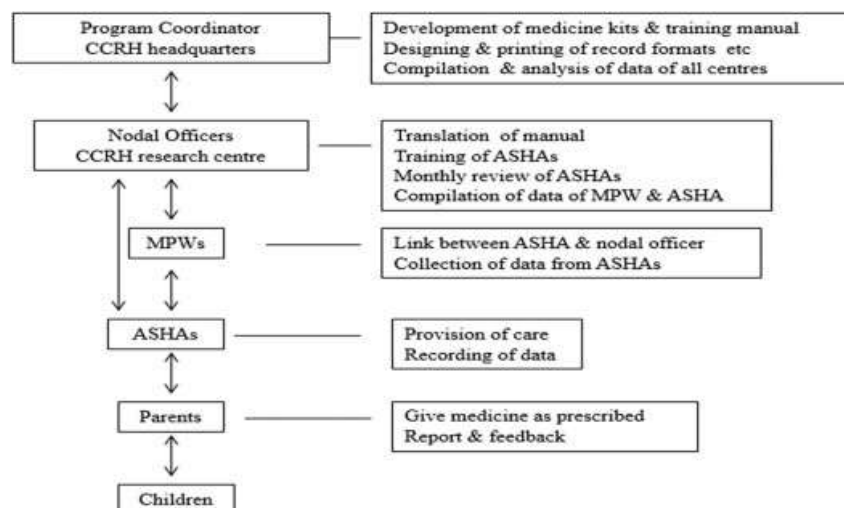 Program Coordinator
CCRH headquarters
Development of medicine kits & training manual
Designing & printing of record formats etc
Compilation & analysis of data of all centres
Nodal Officers
CCRH research centre
Translation of manual
Training of ASHAs
Monthly review of ASHAs
Compilation of data of MPW & ASHA
MPWs
Link between ASHA & nodal officer
Collection of data from ASHAs
ASHAs
Provision of care
Recording of data
Parents
Give medicine as prescribed
Report & feedback
Children